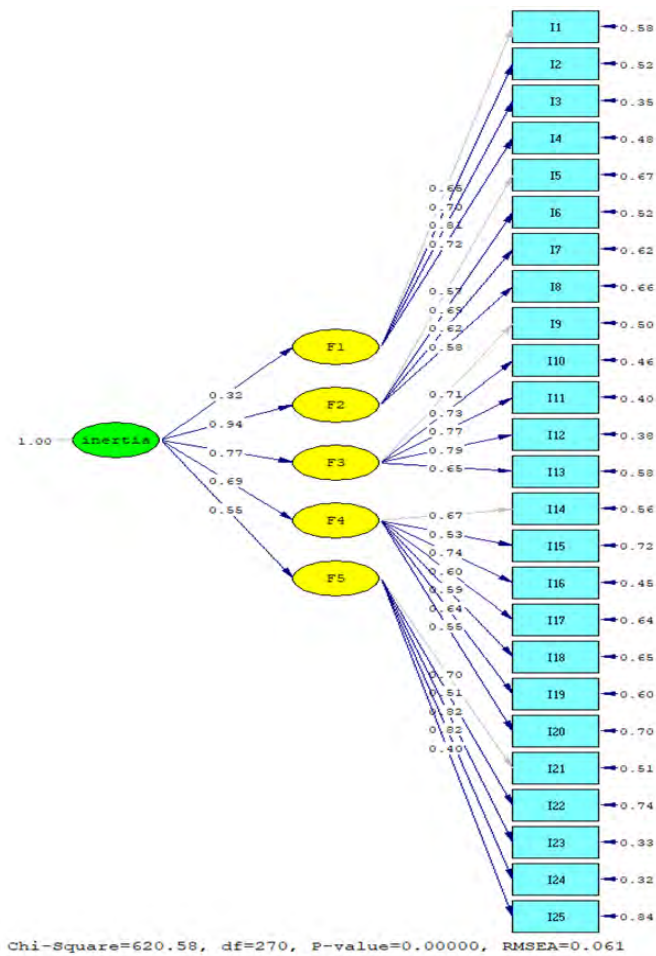 I1 0.58
I2 0.52
I3 0.35
I4 0.48
I5 0.67
I6 0.52
I7 0.62
I8 0.66
I9 0.50
I10 0.46
I11 0.40
I12 0.38
I13 0.58
I14 0.56
I15 0.72
I16 0.45
I17 0.64
I18 0.65
I19 0.60
I20 0.70
I21 0.51
I22 0.74
I23 0.33
I24 0.32
I25 0.84
0.65
0.70
0.81
0.72
0.57
0.69
0.62
0.58
0.71
0.73
0.77
0.79
0.65
0.67
0.53
0.74
0.60
0.59
0.64
0.55
0.70
0.51
0.82
0.82
0.40
F1
F2
F3
F4
F5
0.32
0.94
0.77
0.69
0.55
1.00 inertia
Chi-Square=620.58, df=270, P-value=0.00000, RMSEA=0.061